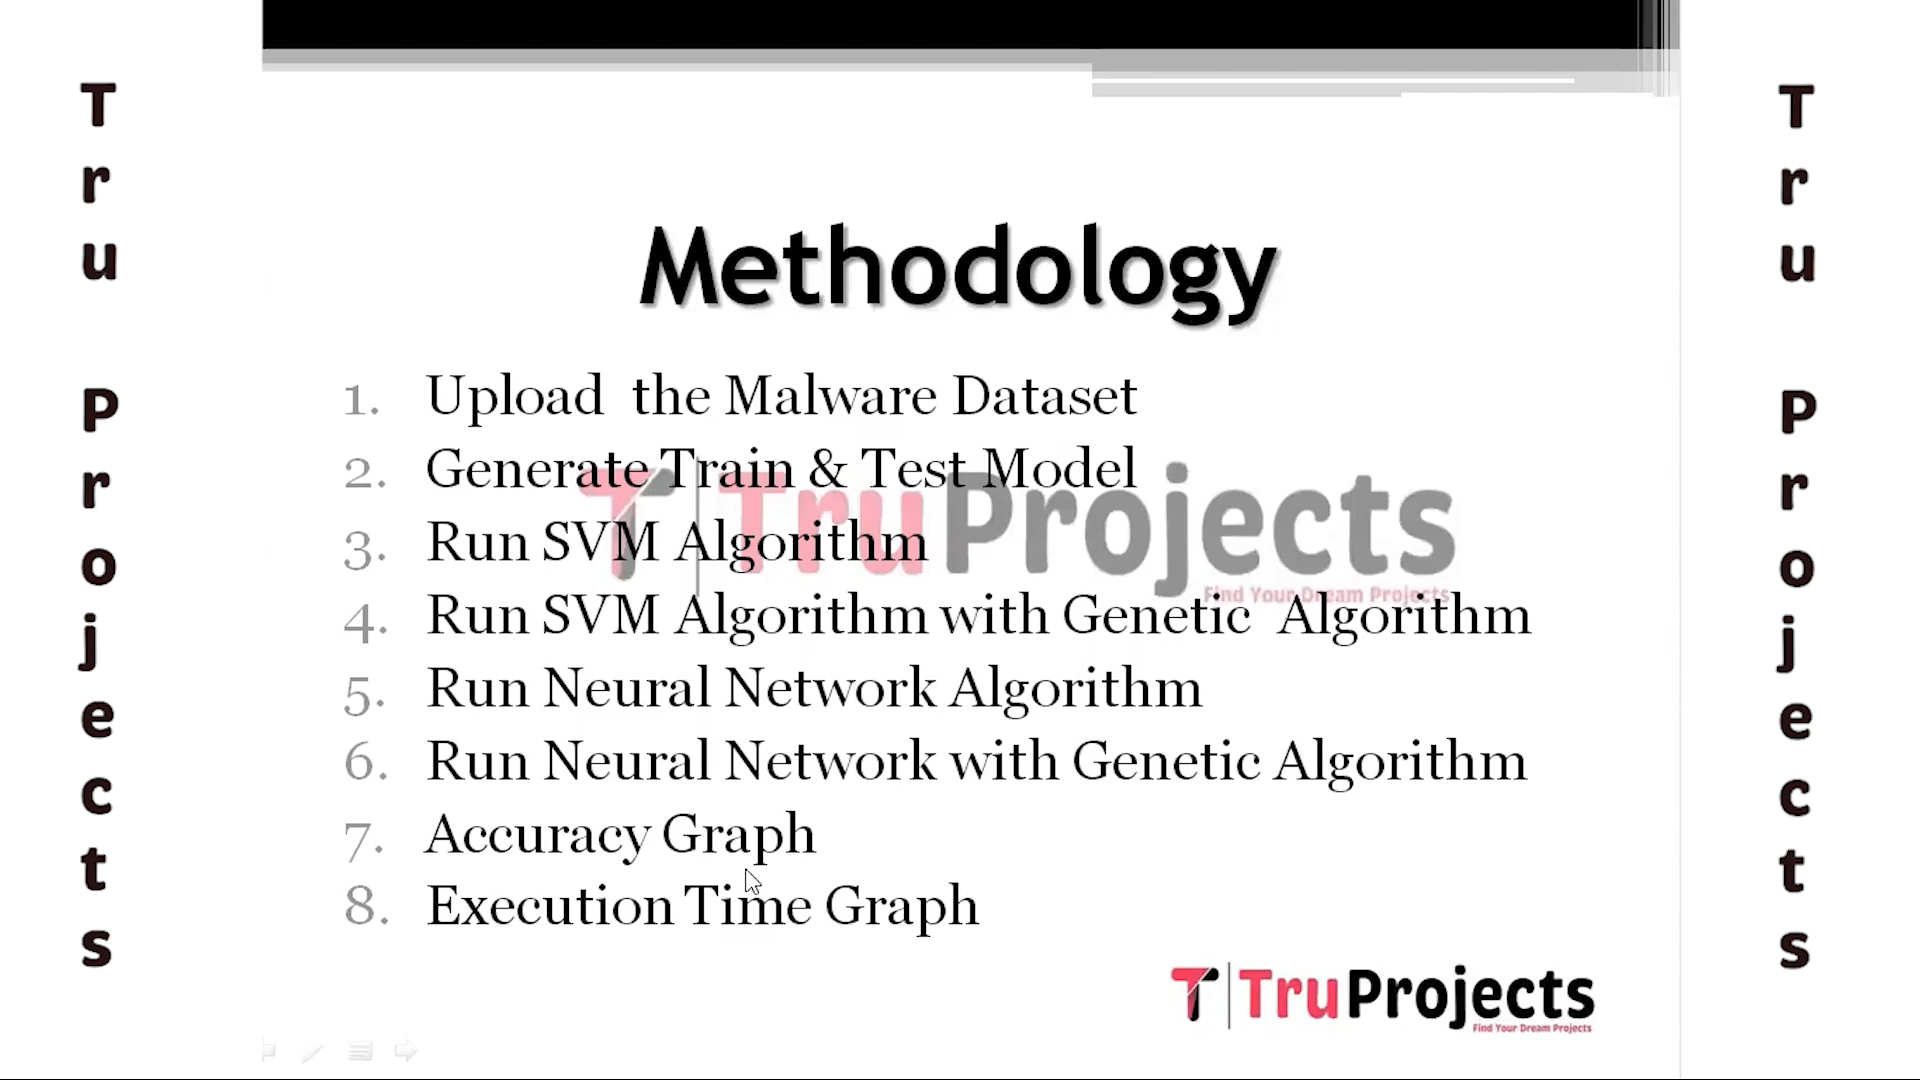 Tru Projects
Methodology
1. Upload the Malware Dataset
2. Generate Train & Test Model
3. Run SVM Algorithm
4. Run SVM Algorithm with Genetic Algorithm
5. Run Neural Network Algorithm
6. Run Neural Network with Genetic Algorithm
7. Accuracy Graph
8. Execution Time Graph
TruProjects
Find Your Dream Projects
TruProjects
Find Your Dream Projects
Tru Projects